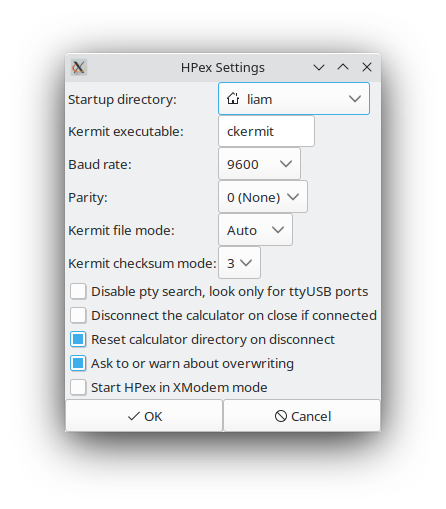 HPex Settings
Startup directory: liam
Kermit executable: ckermit
Baud rate: 9600
Parity: 0 (None)
Kermit file mode: Auto
Kermit checksum mode: 3
Disable pty search, look only for ttyUSB ports
Disconnect the calculator on close if connected
Reset calculator directory on disconnect
Ask to or warn about overwriting
Start HPex in XModem mode
OK Cancel